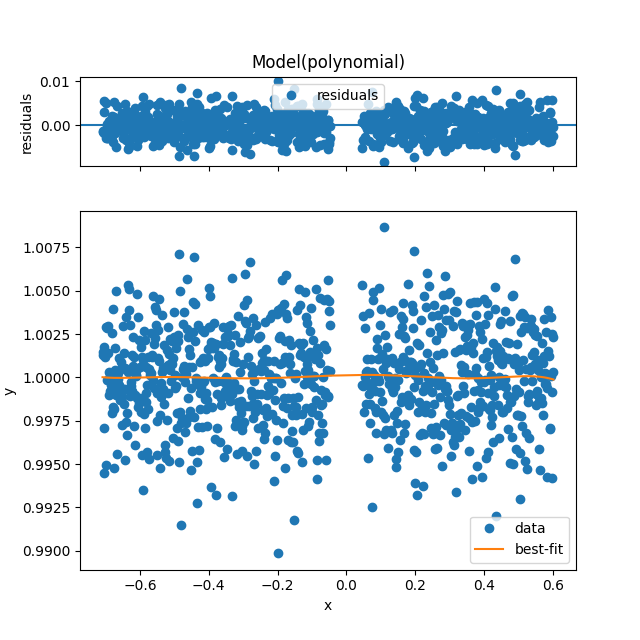 Model(polynomial)
0.01
0.00
residuals
residuals
1.0075
1.0050
1.0025
1.0000
0.9975
0.9950
0.9925
0.9900
y
data
best-fit
−0.6 −0.4 −0.2 0.0 0.2 0.4 0.6
x